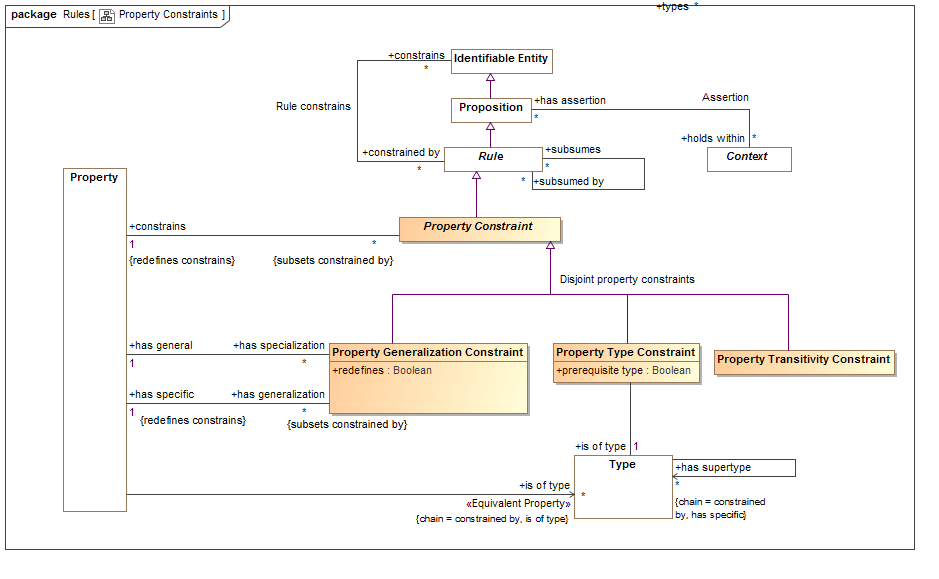 +types *
package Rules [ Property Constraints ]
+constrains
*
Identifiable Entity
Rule constrains
Proposition
+has assertion
*
Assertion
+holds within *
Context
+constrained by
*
Rule
+subsumes
*
* +subsumed by
Property
+constrains
1
{redefines constrains}
*
{subsets constrained by}
Property Constraint
Disjoint property constraints
+has general
1
+has specialization
*
Property Generalization Constraint
+redefines : Boolean
Property Type Constraint
+prerequisite type : Boolean
Property Transitivity Constraint
+has specific
1
{redefines constrains}
+has generalization
*
{subsets constrained by}
+is of type 1
Type
+has supertype
*
{chain = constrained
by, has specific}
+is of type
*
«Equivalent Property»
{chain = constrained by, is of type}